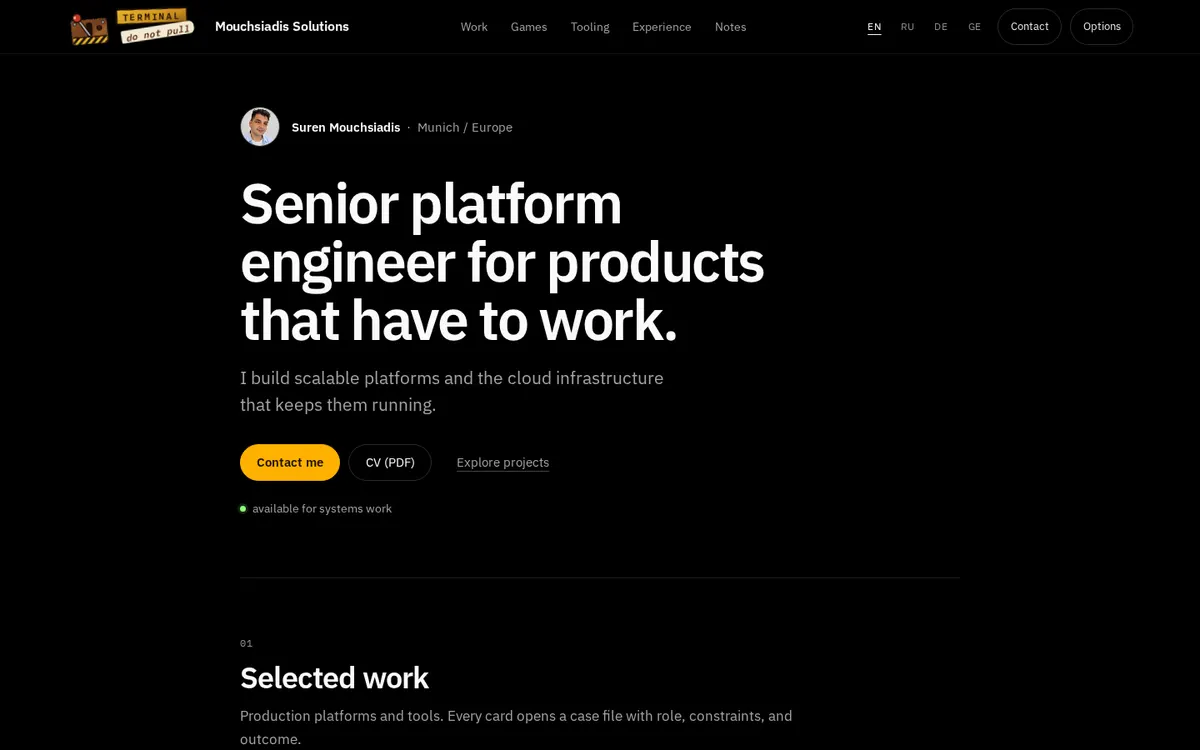 TERMINAL
do not pull
Mouchsiadis Solutions
Work
Games
Tooling
Experience
Notes
EN
RU
DE
GE
Contact
Options
Suren Mouchsiadis · Munich / Europe
Senior platform
engineer for products
that have to work.
I build scalable platforms and the cloud infrastructure
that keeps them running.
Contact me
CV (PDF)
Explore projects
available for systems work
01
Selected work
Production platforms and tools. Every card opens a case file with role, constraints, and
outcome.